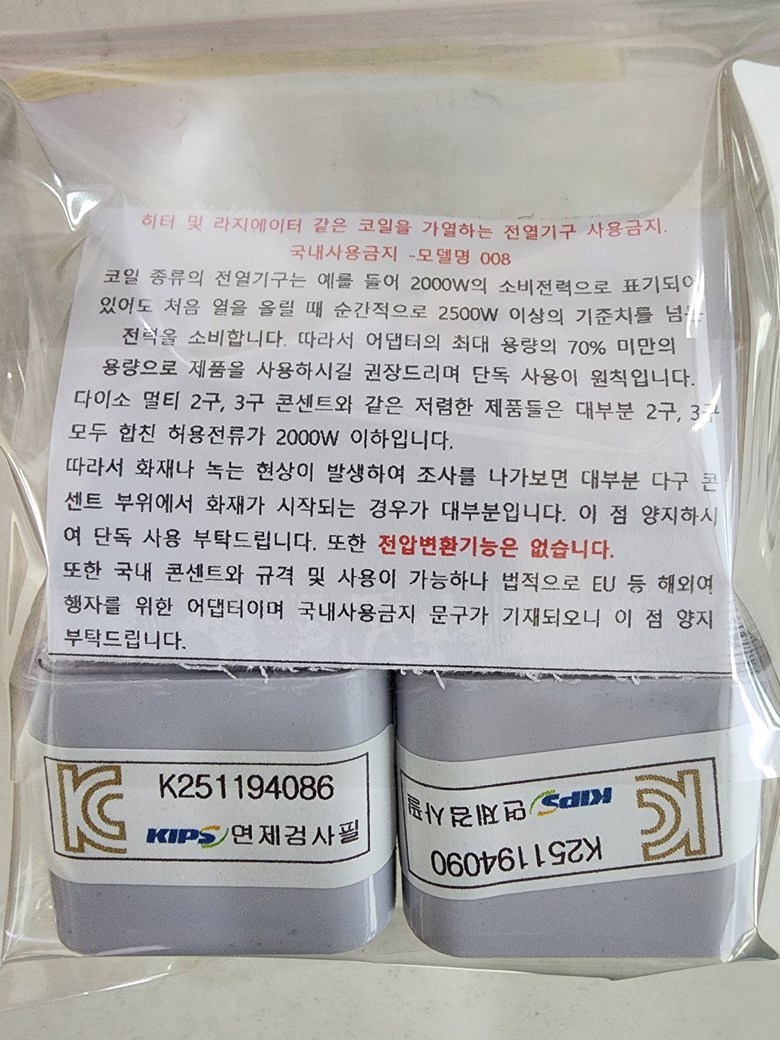 히터 및 라지에이터 같은 코일을 가열하는 전열기구 사용금지.
국내사용금지 -모델명 008
코일 종류의 전열기구는 예를 들어 2000W의 소비전력으로 표기되어
있어도 처음 열을 올릴 때 순간적으로 2500W 이상의 기준치를 넘는
전력을 소비합니다. 따라서 어댑터의 최대 용량의 70% 미만의
용량으로 제품을 사용하시길 권장드리며 단독 사용이 원칙입니다.
다이소 멀티 2구, 3구 콘센트와 같은 저렴한 제품들은 대부분 2구, 3구
모두 합친 허용전류가 2000W 이하입니다.
따라서 화재나 녹는 현상이 발생하여 조사를 나가보면 대부분 다구 콘
센트 부위에서 화재가 시작되는 경우가 대부분입니다. 이 점 양지하시
여 단독 사용 부탁드립니다. 또한 전압변환기능은 없습니다.
또한 국내 콘센트와 규격 및 사용이 가능하나 법적으로 EU 등 해외여
행자를 위한 어댑터이며 국내사용금지 문구가 기재되오니 이 점 양지
부탁드립니다.
K251194086
KIPS 면제검사필
K251194090
KIPS 면제검사필